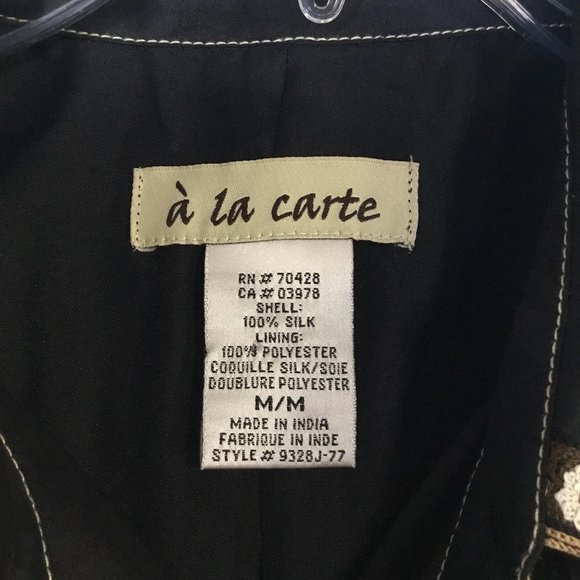 à la carte
RN # 70428
CA # 03978
SHELL:
100% SILK
LINING:
100% POLYESTER
COQUILLE SILK/SOIE
DOUBLURE POLYESTER
M/M
MADE IN INDIA
FABRIQUE IN INDE
STYLE # 9328J-77